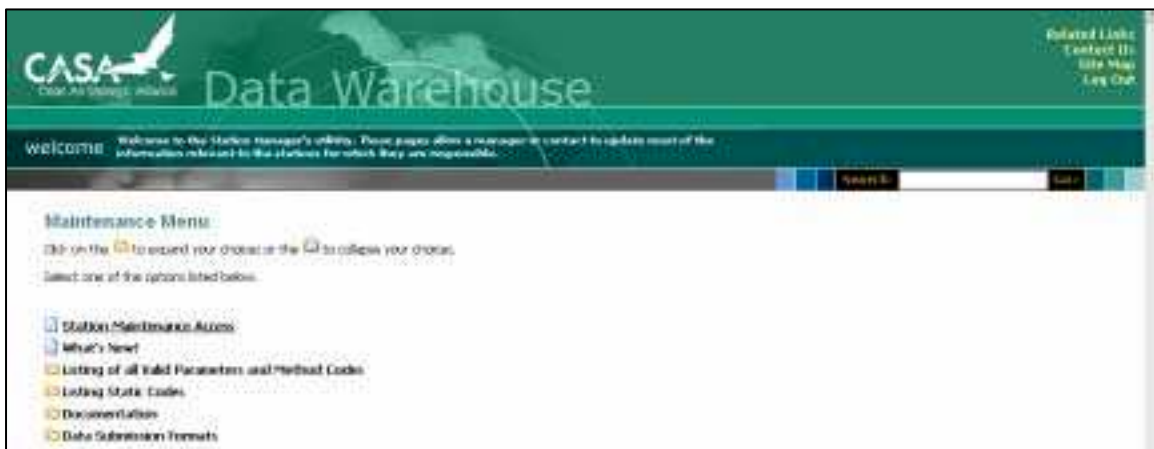 Related Links
Contact Us
Site Map
Log Out
CASA
Clean Air Strategic Alliance
Data Warehouse
welcome
Welcome to the Station Manager's utility. These pages allow a manager or contact to update most of the
information relevant to the stations for which they are responsible.
Search: Go>
Maintenance Menu
Click on the to expand your choices or the to collapse your choices.
Select one of the options listed below.
Station Maintenance Access
What's New?
Listing of all Valid Parameters and Method Codes
Listing Static Codes
Documentation
Data Submission Formats